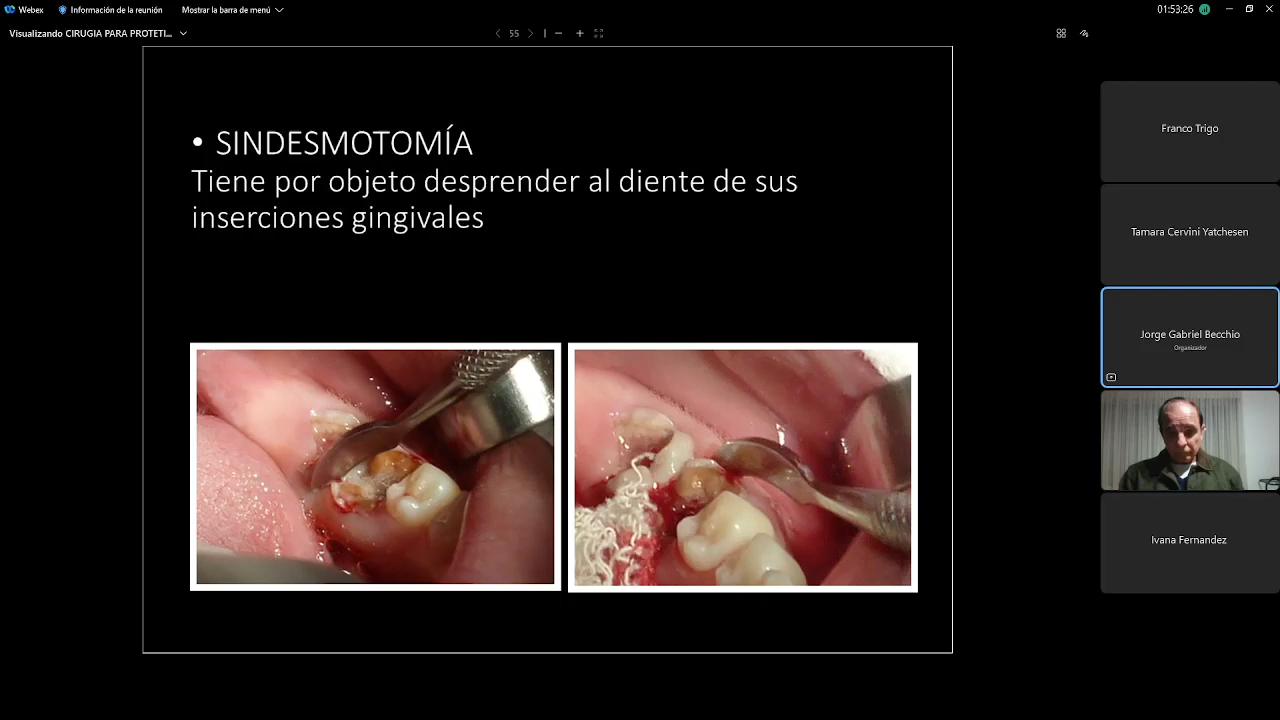 Webex
Información de la reunión
Mostrar la barra de menú
01:53:26
Visualizando CIRUGIA PARA PROTETI...
55
• SINDESMOTOMÍA
Tiene por objeto desprender al diente de sus
inserciones gingivales
Franco Trigo
Tamara Cervini Yatchesen
Jorge Gabriel Becchio
Organizador
Ivana Fernandez